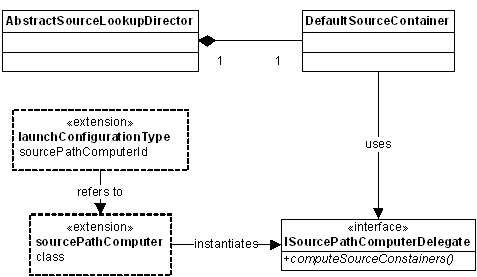 AbstractSourceLookupDirector
DefaultSourceContainer
1
1
«extension»
launchConfigurationType
sourcePathComputerId
uses
refers to
«extension»
sourcePathComputer
class
instantiates
«interface»
ISourcePathComputerDelegate
+computeSourceConstainers()